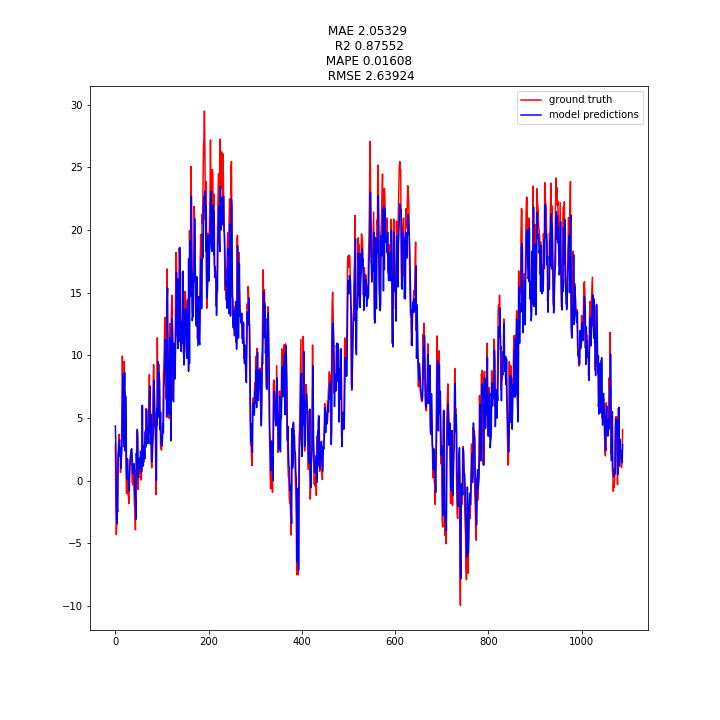 MAE 2.05329
R2 0.87552
MAPE 0.01608
RMSE 2.63924
ground truth
model predictions
30
25
20
15
10
5
0
−5
−10
0 200 400 600 800 1000